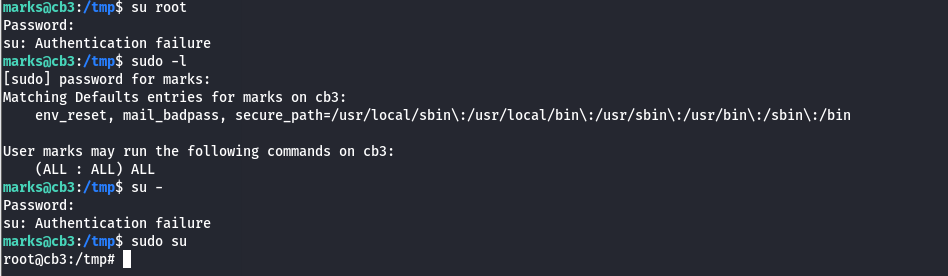 marks@cb3:/tmp$ su root
Password:
su: Authentication failure
marks@cb3:/tmp$ sudo -l
[sudo] password for marks:
Matching Defaults entries for marks on cb3:
    env_reset, mail_badpass, secure_path=/usr/local/sbin\:/usr/local/bin\:/usr/sbin\:/usr/bin\:/sbin\:/bin

User marks may run the following commands on cb3:
    (ALL : ALL) ALL
marks@cb3:/tmp$ su -
Password:
su: Authentication failure
marks@cb3:/tmp$ sudo su
root@cb3:/tmp#